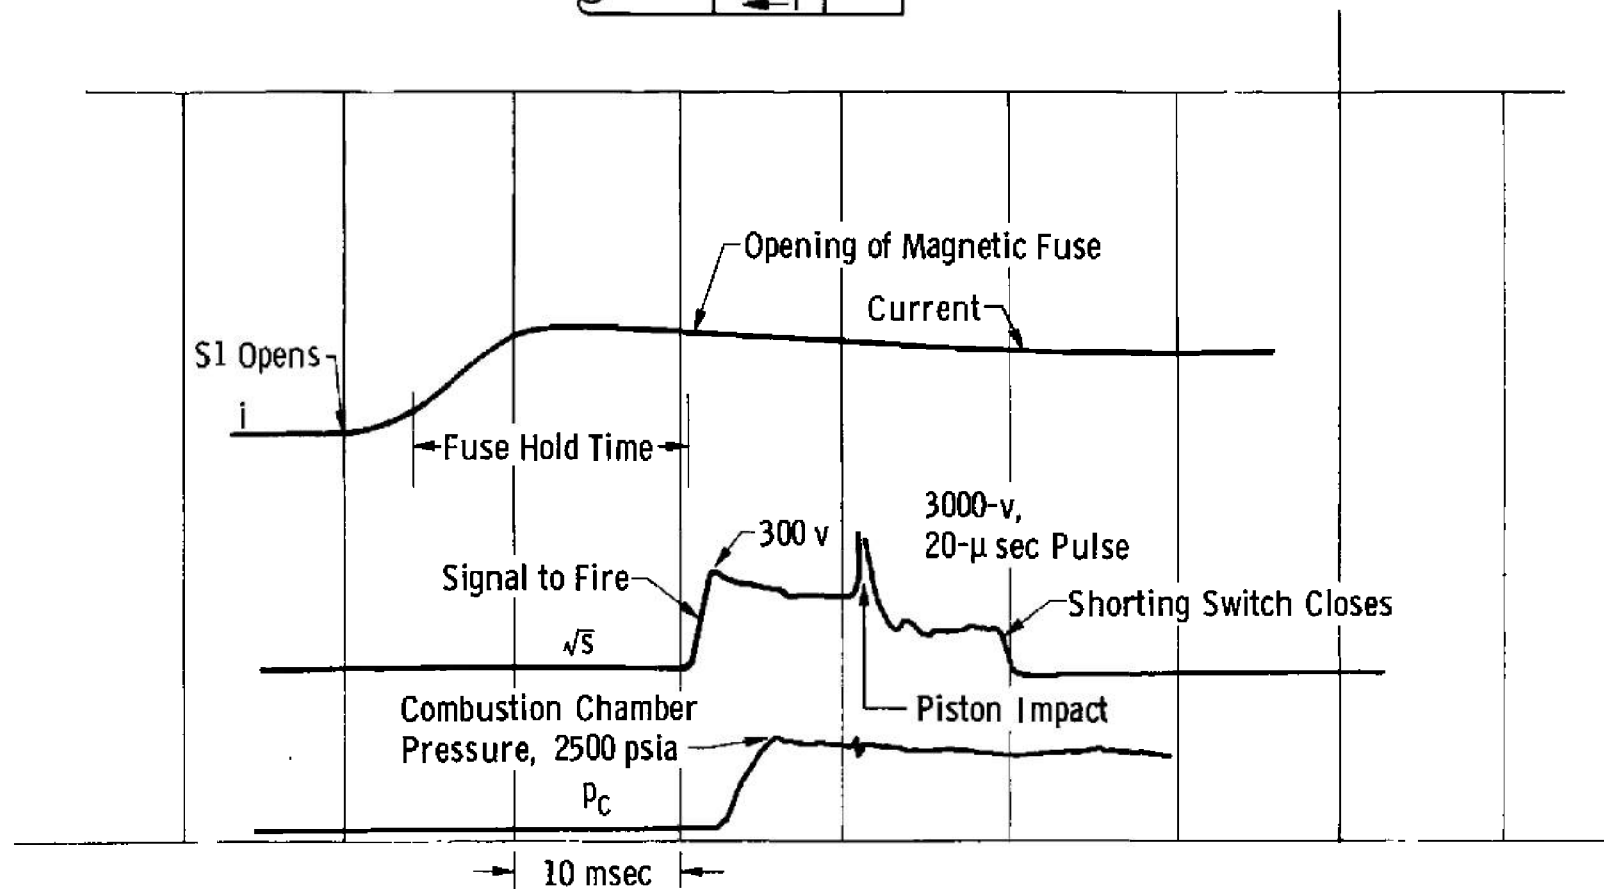 Opening of Magnetic Fuse
Current
S1 Opens
i
Fuse Hold Time
3000-v,
20-μ sec Pulse
300 v
Signal to Fire
Shorting Switch Closes
√S
Combustion Chamber
Pressure, 2500 psia
Piston Impact
PC
10 msec